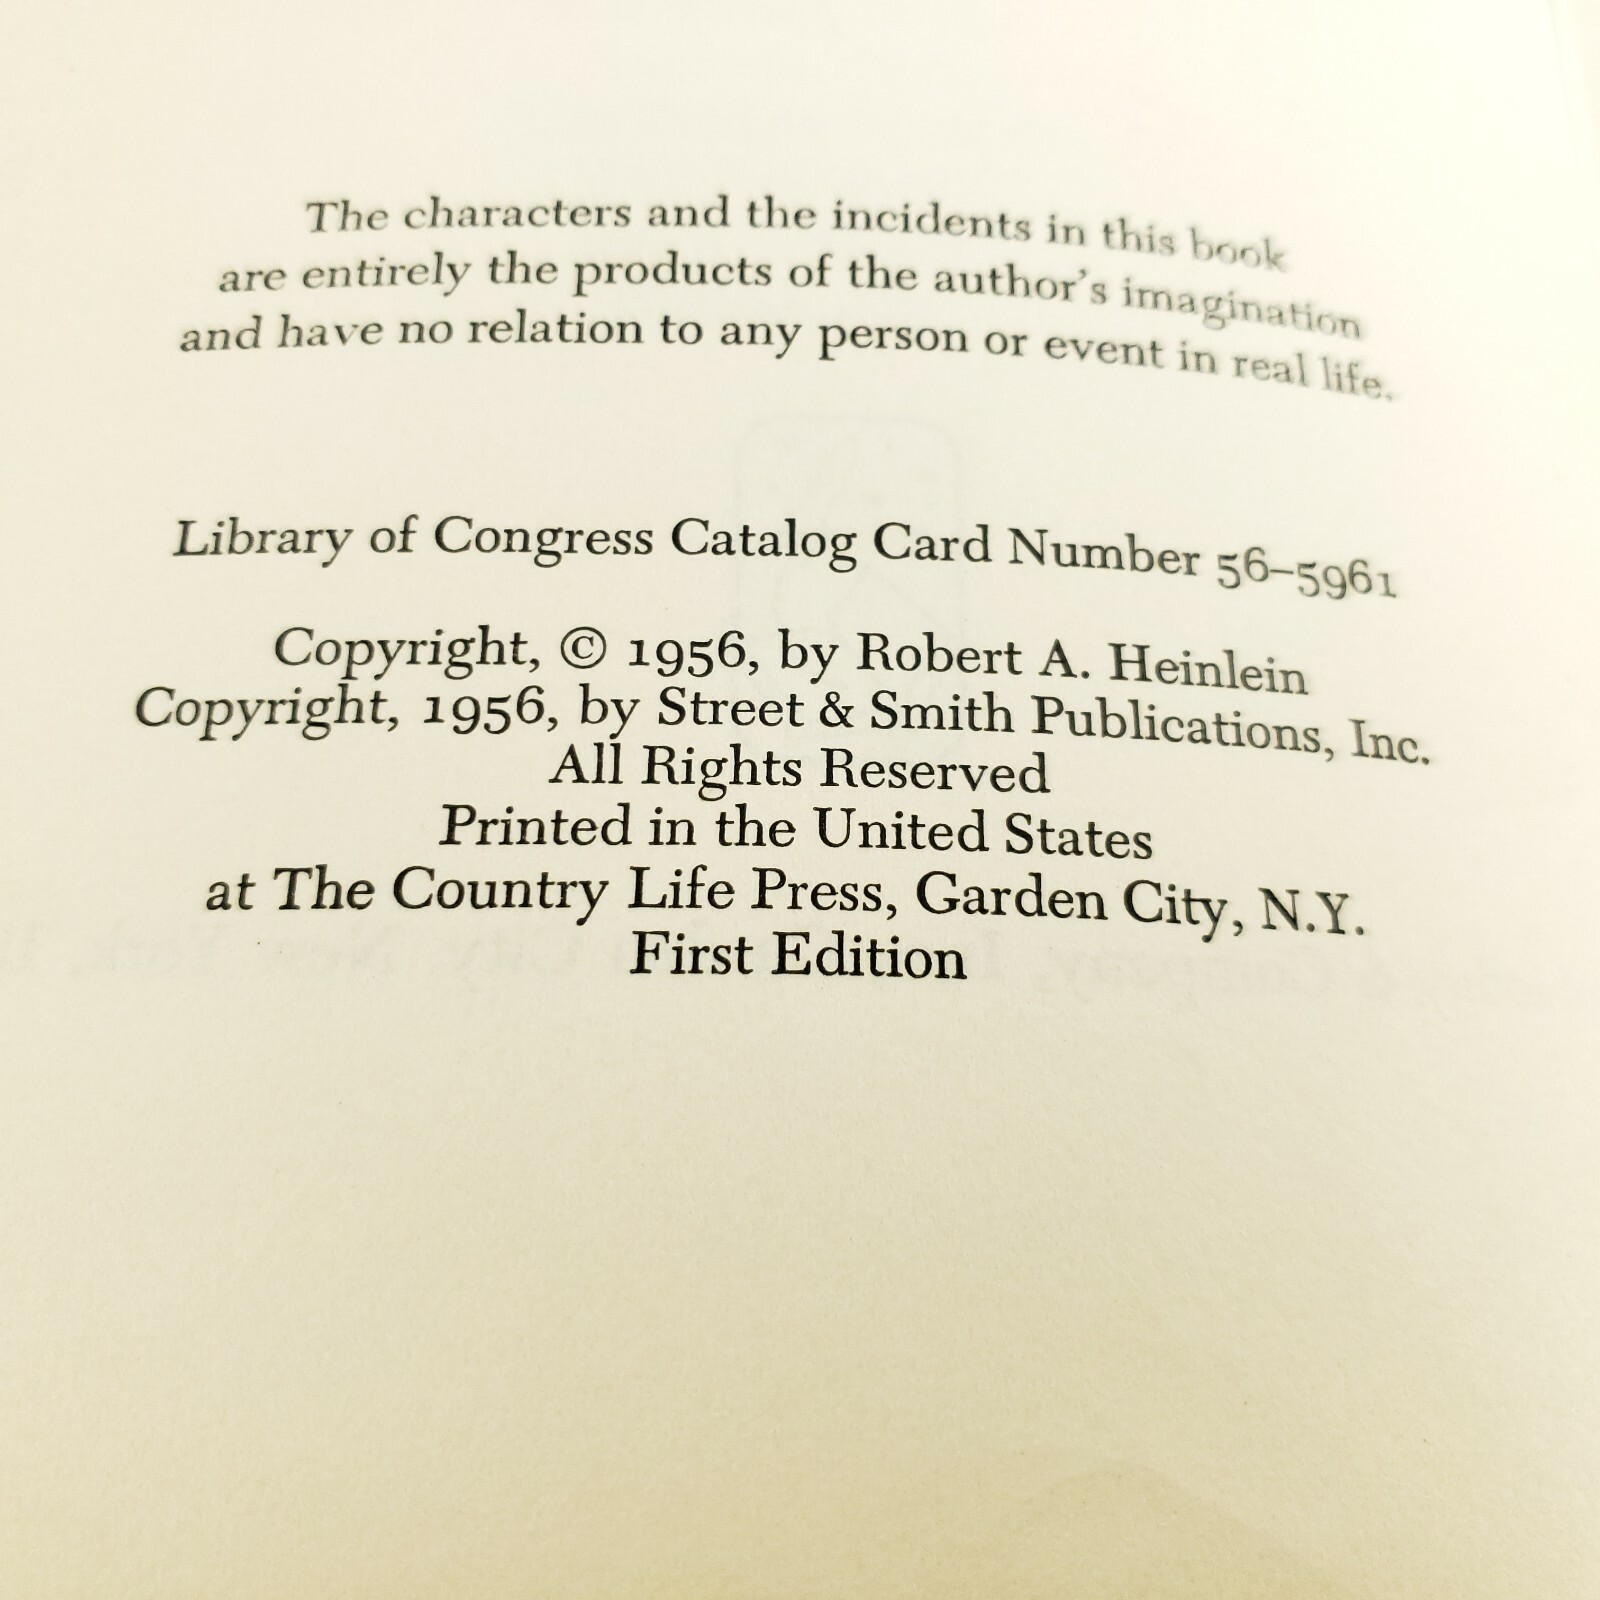 The characters and the incidents in this book
are entirely the products of the author's imagination
and have no relation to any person or event in real life.
Library of Congress Catalog Card Number 56–5961
Copyright, © 1956, by Robert A. Heinlein
Copyright, 1956, by Street & Smith Publications, Inc.
All Rights Reserved
Printed in the United States
at The Country Life Press, Garden City, N.Y.
First Edition